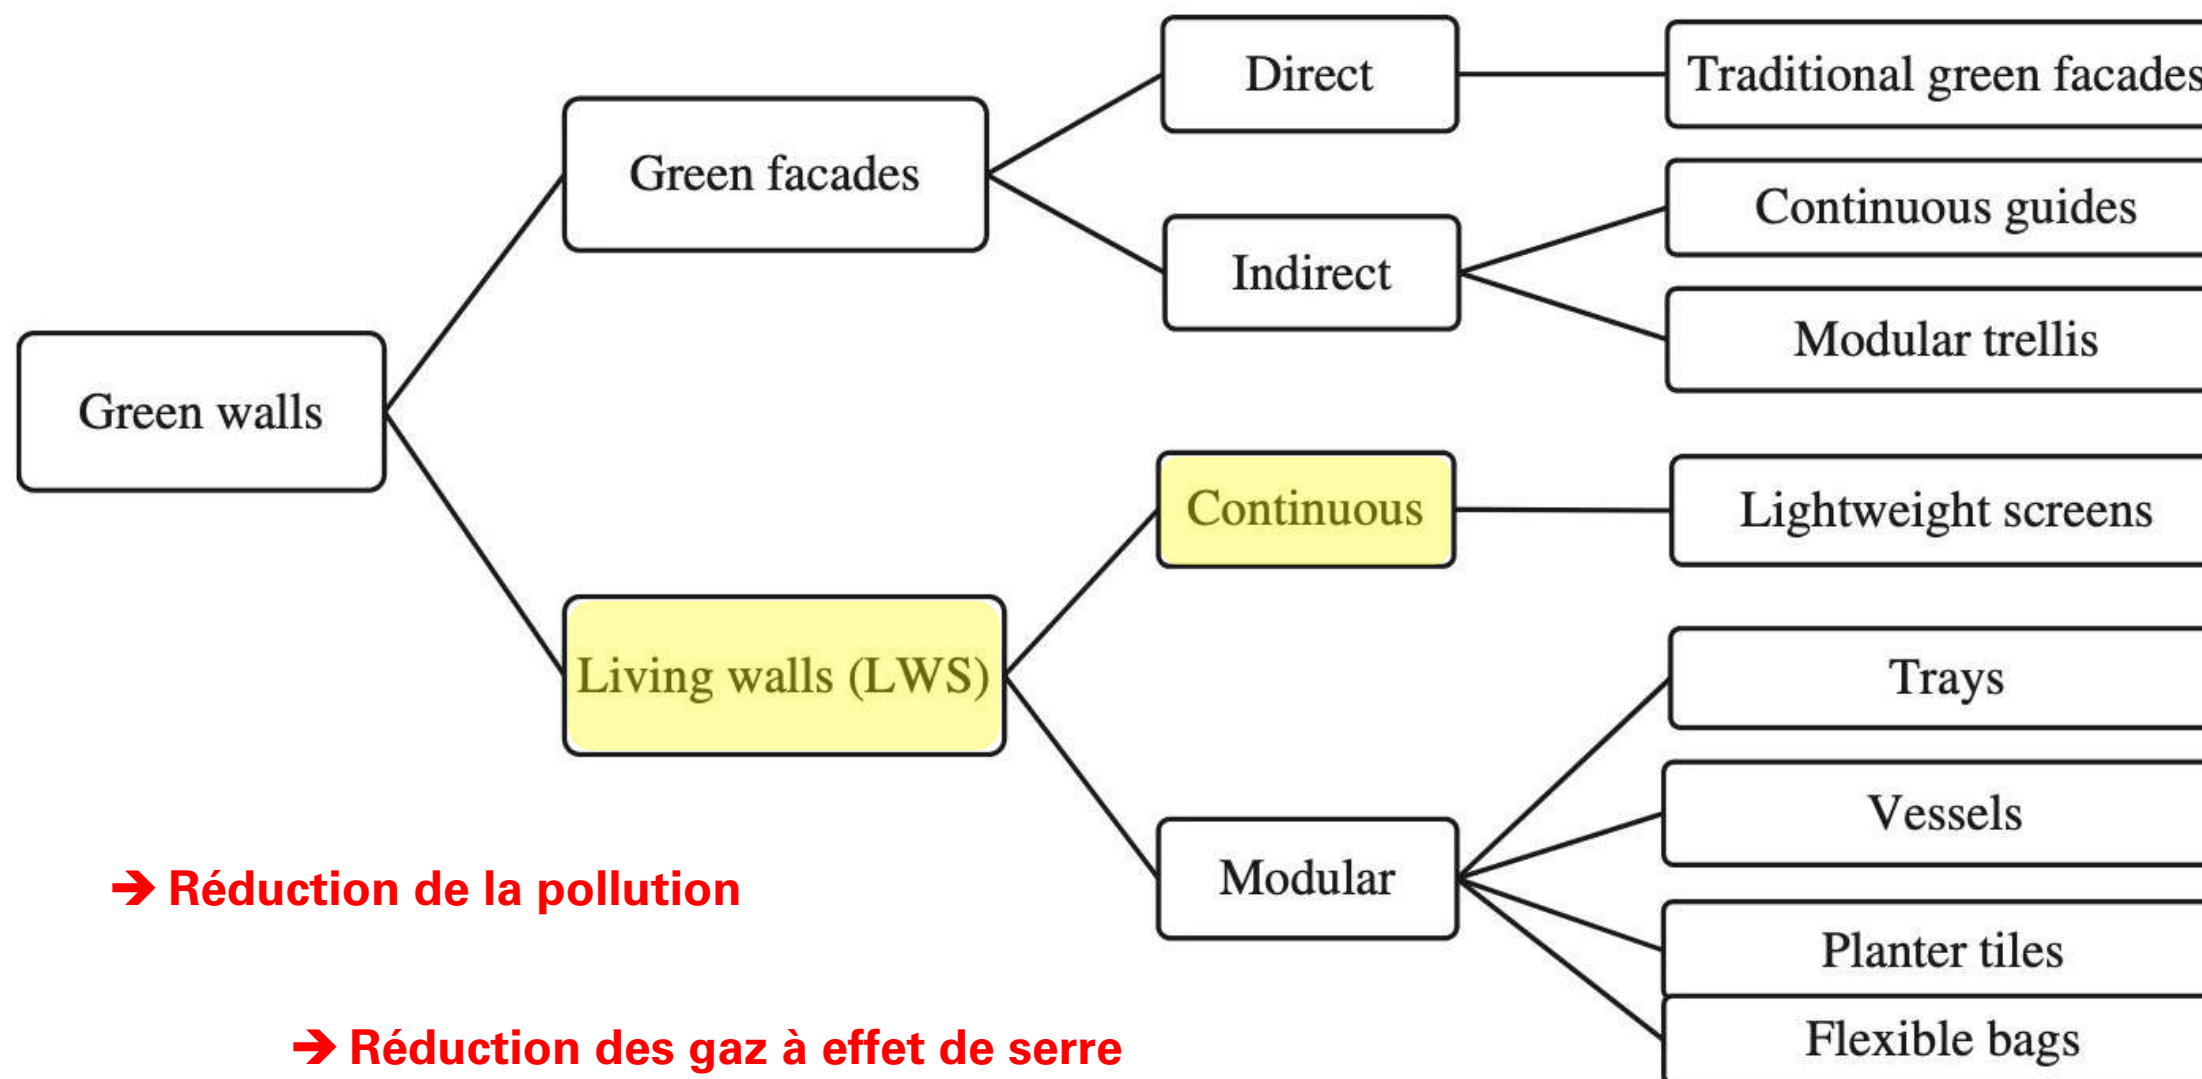 Direct
Traditional green facades
Green facades
Continuous guides
Indirect
Modular trellis
Green walls
Continuous
Lightweight screens
Living walls (LWS)
Trays
Vessels
Modular
➔ Réduction de la pollution
Planter tiles
Flexible bags
➔ Réduction des gaz à effet de serre